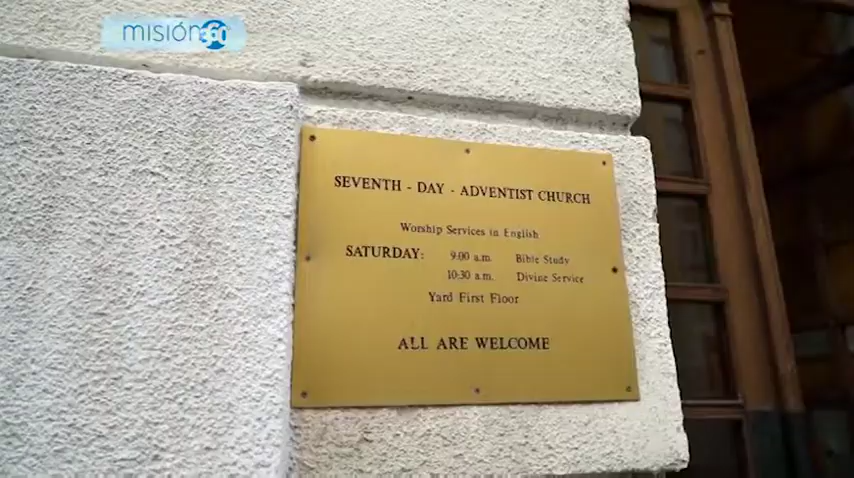 misión360
SEVENTH - DAY - ADVENTIST CHURCH
Worship Services in English
SATURDAY: 9.00 a.m. Bible Study
10:30 a.m. Divine Service
Yard First Floor
ALL ARE WELCOME